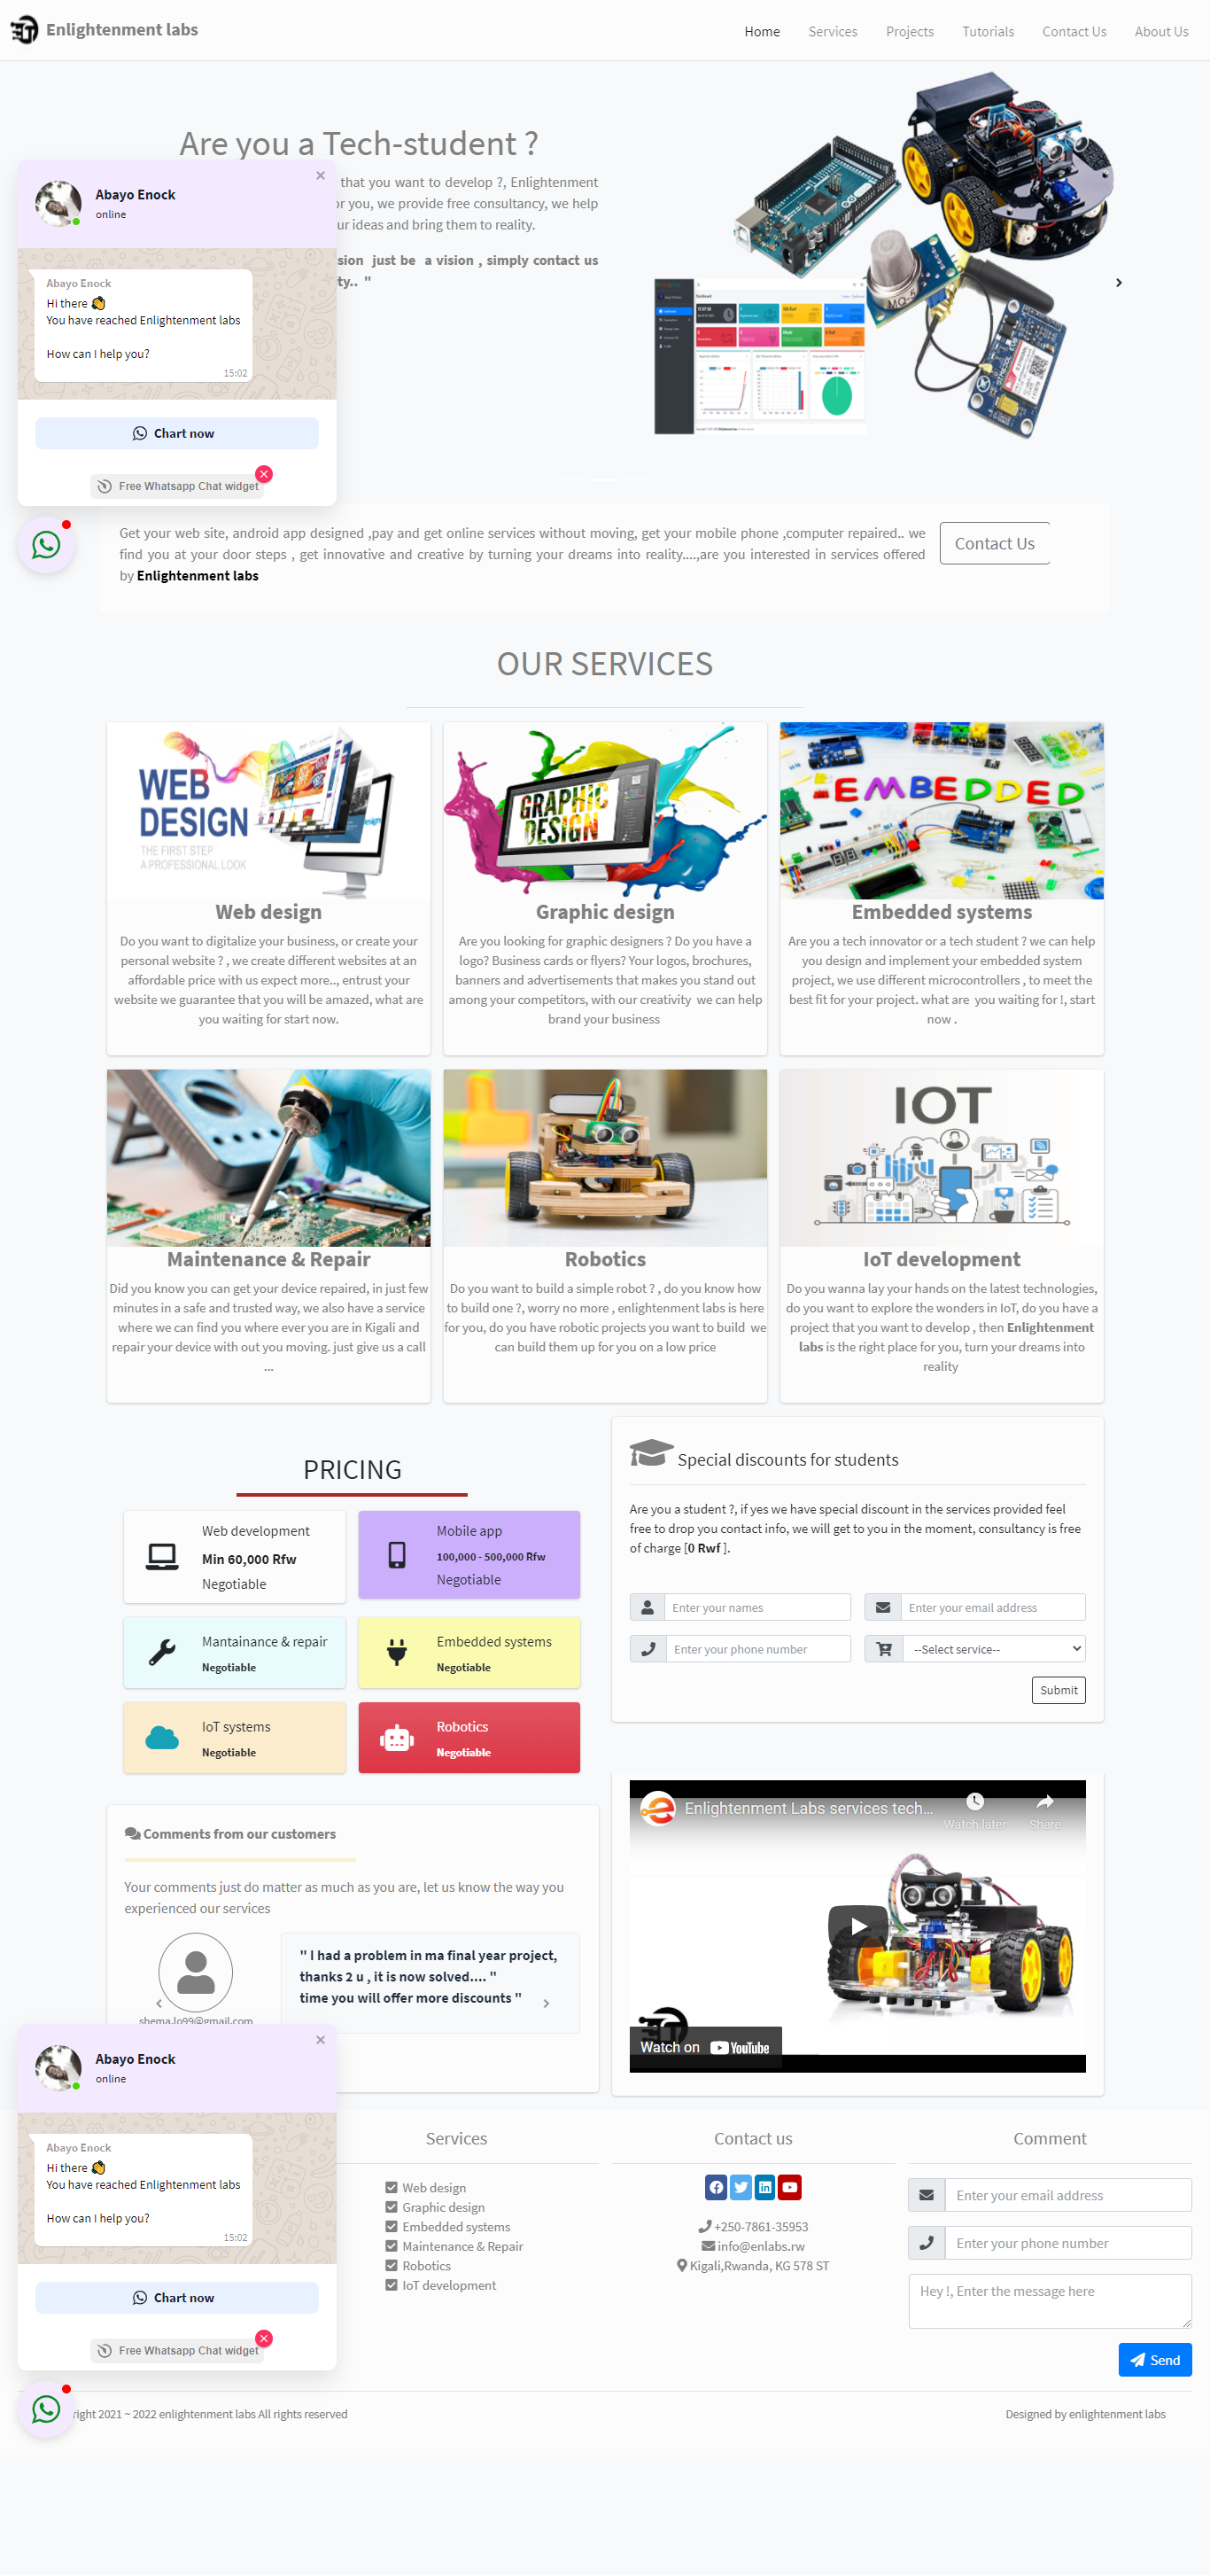 Enlightenment labs
Home Services Projects Tutorials Contact Us About Us
Are you a Tech-student ?
that you want to develop ?, Enlightenment
for you, we provide free consultancy, we help
ideas and bring them to reality.
just be a vision , simply contact us
"
Abayo Enock
online
Abayo Enock
Hi there
You have reached Enlightenment labs
How can I help you?
15:02
Chart now
Free Whatsapp Chat widget
MQ-5
Get your web site, android app designed ,pay and get online services without moving, get your mobile phone ,computer repaired.. we
find you at your door steps , get innovative and creative by turning your dreams into reality....,are you interested in services offered
by Enlightenment labs
Contact Us
OUR SERVICES
WEB
DESIGN
THE FIRST STEP
A PROFESSIONAL LOOK
GRAPHIC
DESIGN
EMBEDDED
Web design
Do you want to digitalize your business, or create your
personal website ? , we create different websites at an
affordable price with us expect more.., entrust your
website we guarantee that you will be amazed, what are
you waiting for start now.
Graphic design
Are you looking for graphic designers ? Do you have a
logo? Business cards or flyers? Your logos, brochures,
banners and advertisements that makes you stand out
among your competitors, with our creativity we can help
brand your business
Embedded systems
Are you a tech innovator or a tech student ? we can help
you design and implement your embedded system
project, we use different microcontrollers , to meet the
best fit for your project. what are you waiting for !, start
now .
IOT
Maintenance & Repair
Did you know you can get your device repaired, in just few
minutes in a safe and trusted way, we also have a service
where we can find you where ever you are in Kigali and
repair your device with out you moving. just give us a call
...
Robotics
Do you want to build a simple robot ? , do you know how
to build one ?, worry no more , enlightenment labs is here
for you, do you have robotic projects you want to build we
can build them up for you on a low price
IoT development
Do you wanna lay your hands on the latest technologies,
do you want to explore the wonders in IoT, do you have a
project that you want to develop , then Enlightenment
labs is the right place for you, turn your dreams into
reality
PRICING
Web development
Min 60,000 Rfw
Negotiable
Mobile app
100,000 - 500,000 Rfw
Negotiable
Mantainance & repair
Negotiable
Embedded systems
Negotiable
IoT systems
Negotiable
Robotics
Negotiable
Special discounts for students
Are you a student ?, if yes we have special discount in the services provided feel
free to drop you contact info, we will get to you in the moment, consultancy is free
of charge [0 Rwf ].
Enter your names
Enter your email address
Enter your phone number
--Select service--
Submit
Comments from our customers
Your comments just do matter as much as you are, let us know the way you
experienced our services
" I had a problem in ma final year project,
thanks 2 u , it is now solved.... "
time you will offer more discounts "
shema.lo99@gmail.com
Enlightenment Labs services tech...
Watch later
Share
Watch on YouTube
Abayo Enock
online
Abayo Enock
Hi there
You have reached Enlightenment labs
How can I help you?
15:02
Chart now
Free Whatsapp Chat widget
Services
Web design
Graphic design
Embedded systems
Maintenance & Repair
Robotics
IoT development
Contact us
+250-7861-35953
info@enlabs.rw
Kigali,Rwanda, KG 578 ST
Comment
Enter your email address
Enter your phone number
Hey !, Enter the message here
Send
2021 ~ 2022 enlightenment labs All rights reserved
Designed by enlightenment labs